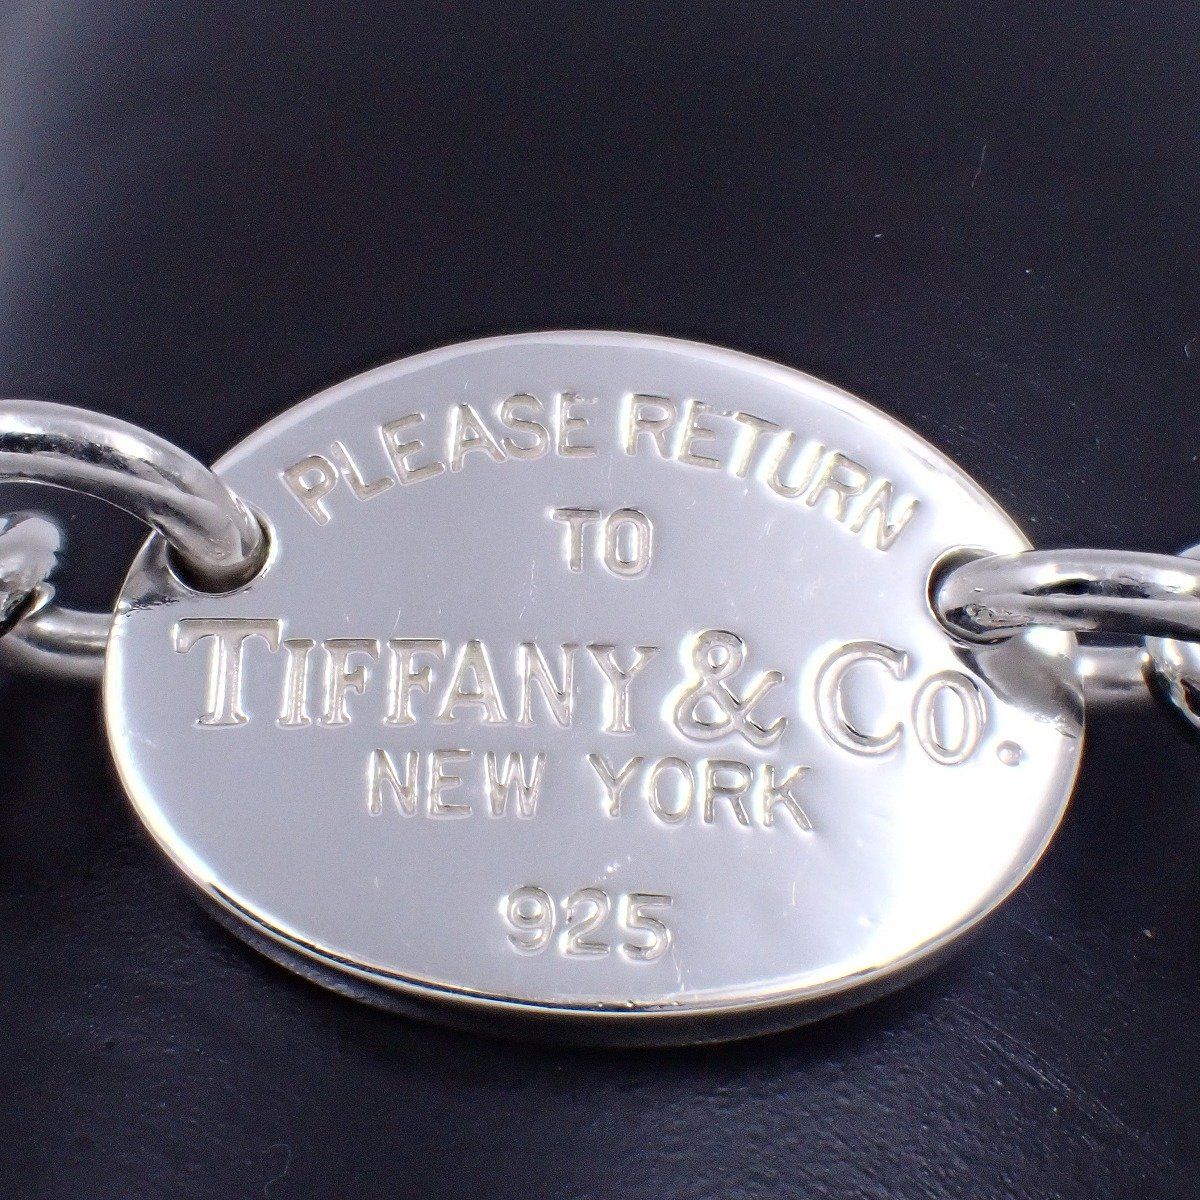 PLEASE RETURN
TO
TIFFANY & CO.
NEW YORK
925